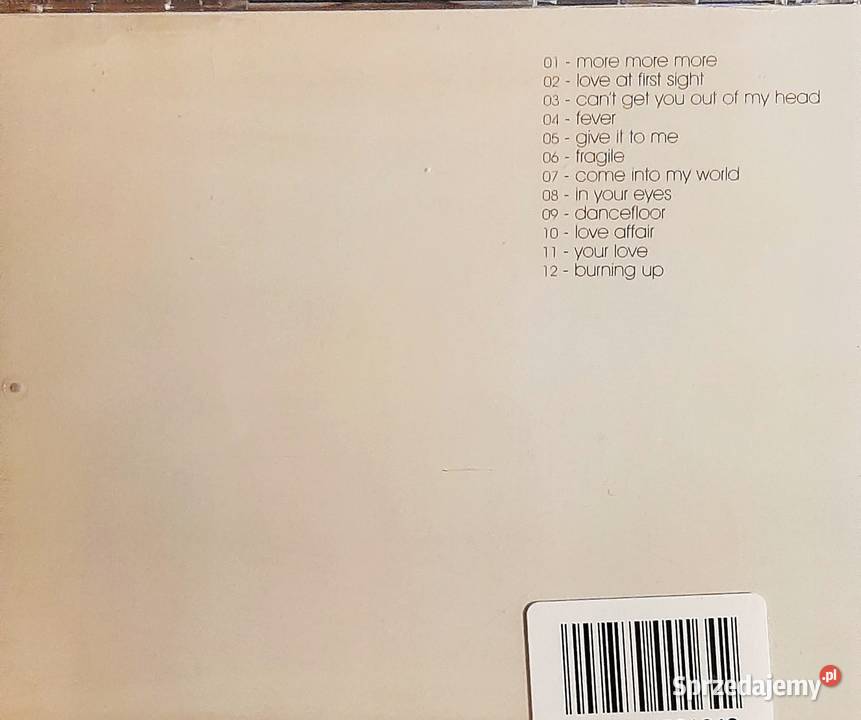 01 - more more more
02 - love at first sight
03 - can't get you out of my head
04 - fever
05 - give it to me
06 - fragile
07 - come into my world
08 - in your eyes
09 - dancefloor
10 - love affair
11 - your love
12 - burning up
Sprzedajemy.pl